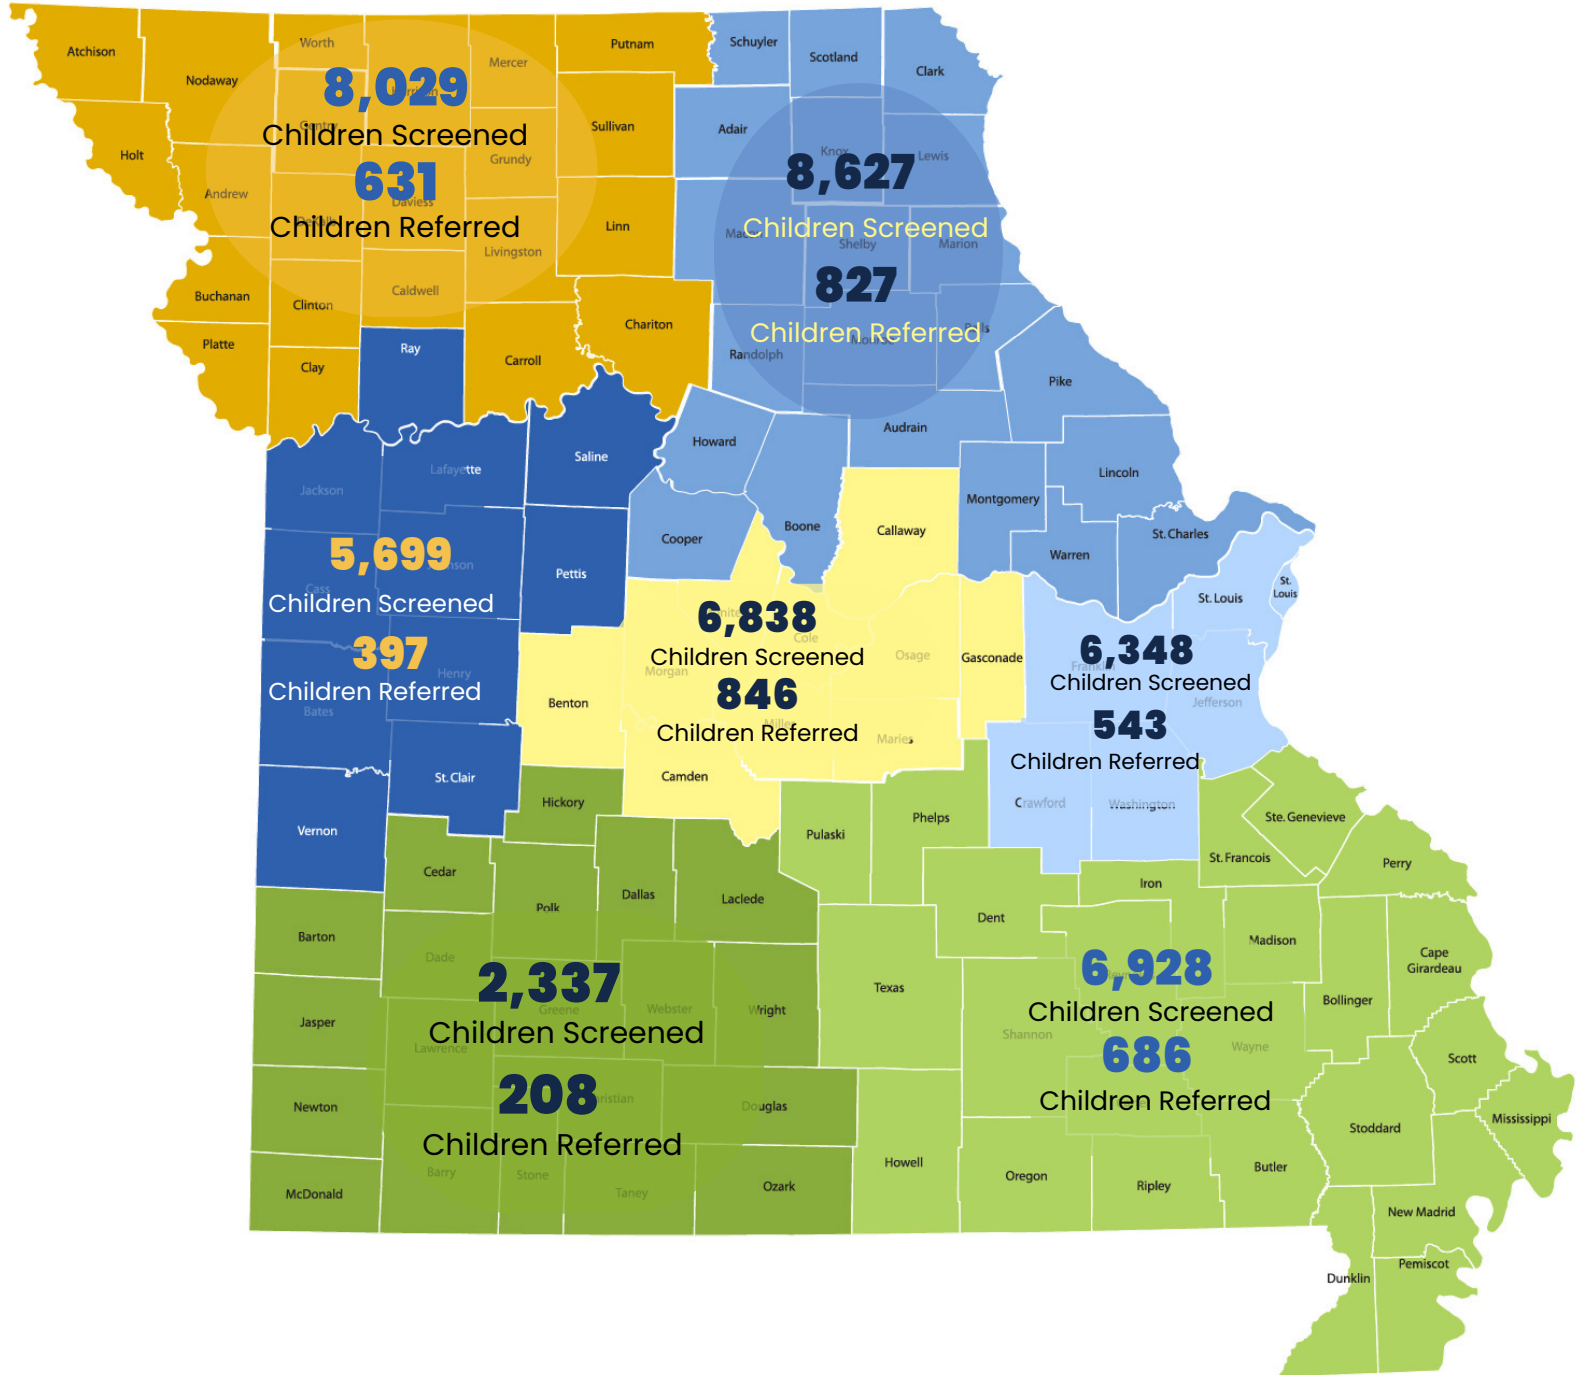 Atchison
Nodaway
Worth
Mercer
Putnam
Schuyler
Scotland
Clark
8,029
Children Screened
631
Children Referred
Sullivan
Adair
Knox
Lewis
Holt
Andrew
Grundy
Daviess
Linn
Livingston
8,627
Children Screened
827
Children Referred
Shelby
Marion
Buchanan
Clinton
Caldwell
Chariton
Randolph
Platte
Clay
Ray
Carroll
Pike
Audrain
Howard
Lincoln
Montgomery
Jackson
Lafayette
Saline
Cooper
Boone
Callaway
Warren
St. Charles
5,699
Children Screened
397
Children Referred
Cass
Pettis
Henry
Bates
St. Clair
Vernon
6,838
Children Screened
846
Children Referred
Cole
Morgan
Osage
Gasconade
Benton
Miller
Maries
Camden
St. Louis
St.
Louis
6,348
Children Screened
543
Children Referred
Franklin
Jefferson
Crawford
Washington
Hickory
Pulaski
Phelps
Ste. Genevieve
St. Francois
Perry
Cedar
Polk
Dallas
Laclede
Dent
Iron
Barton
Dade
Madison
Cape
Girardeau
2,337
Children Screened
208
Children Referred
Greene
Webster
Wright
Texas
Bollinger
Jasper
Lawrence
6,928
Children Screened
686
Children Referred
Shannon
Wayne
Scott
Newton
Douglas
Stoddard
Mississippi
McDonald
Barry
Stone
Taney
Ozark
Howell
Oregon
Ripley
Butler
New Madrid
Pemiscot
Dunklin